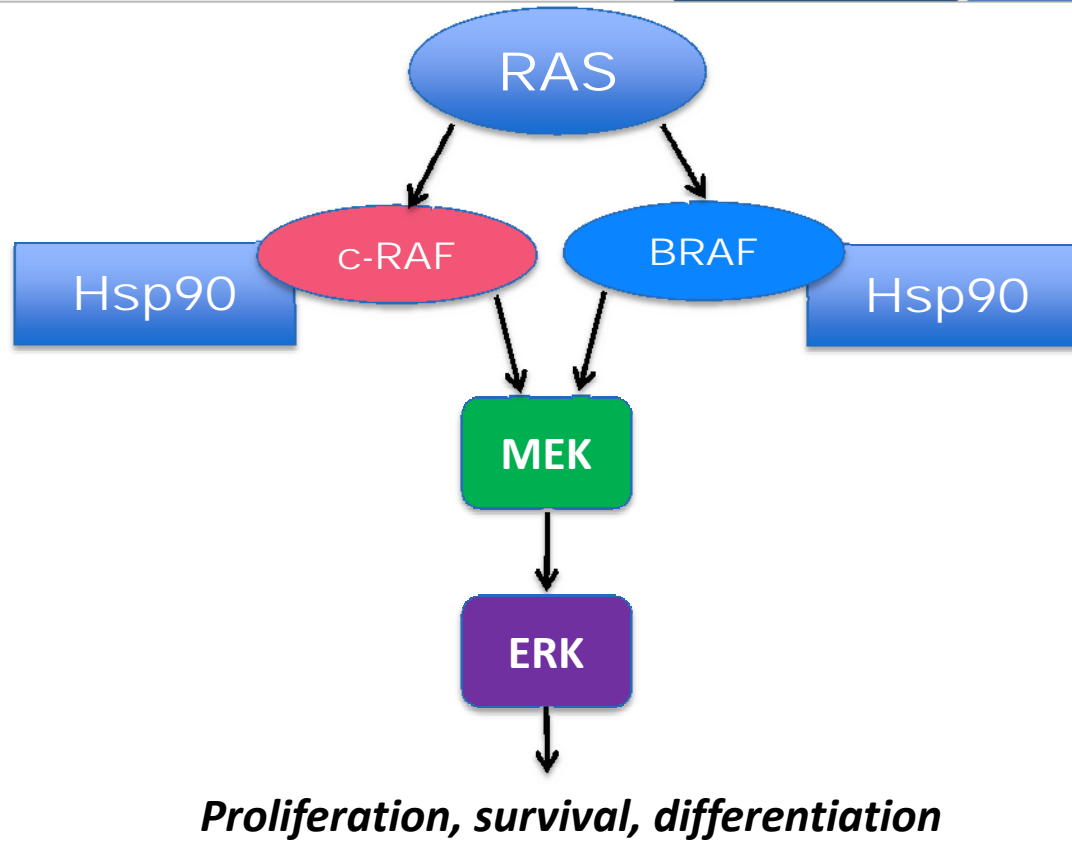 RAS
c-RAF
BRAF
Hsp90
Hsp90
MEK
ERK
Proliferation, survival, differentiation